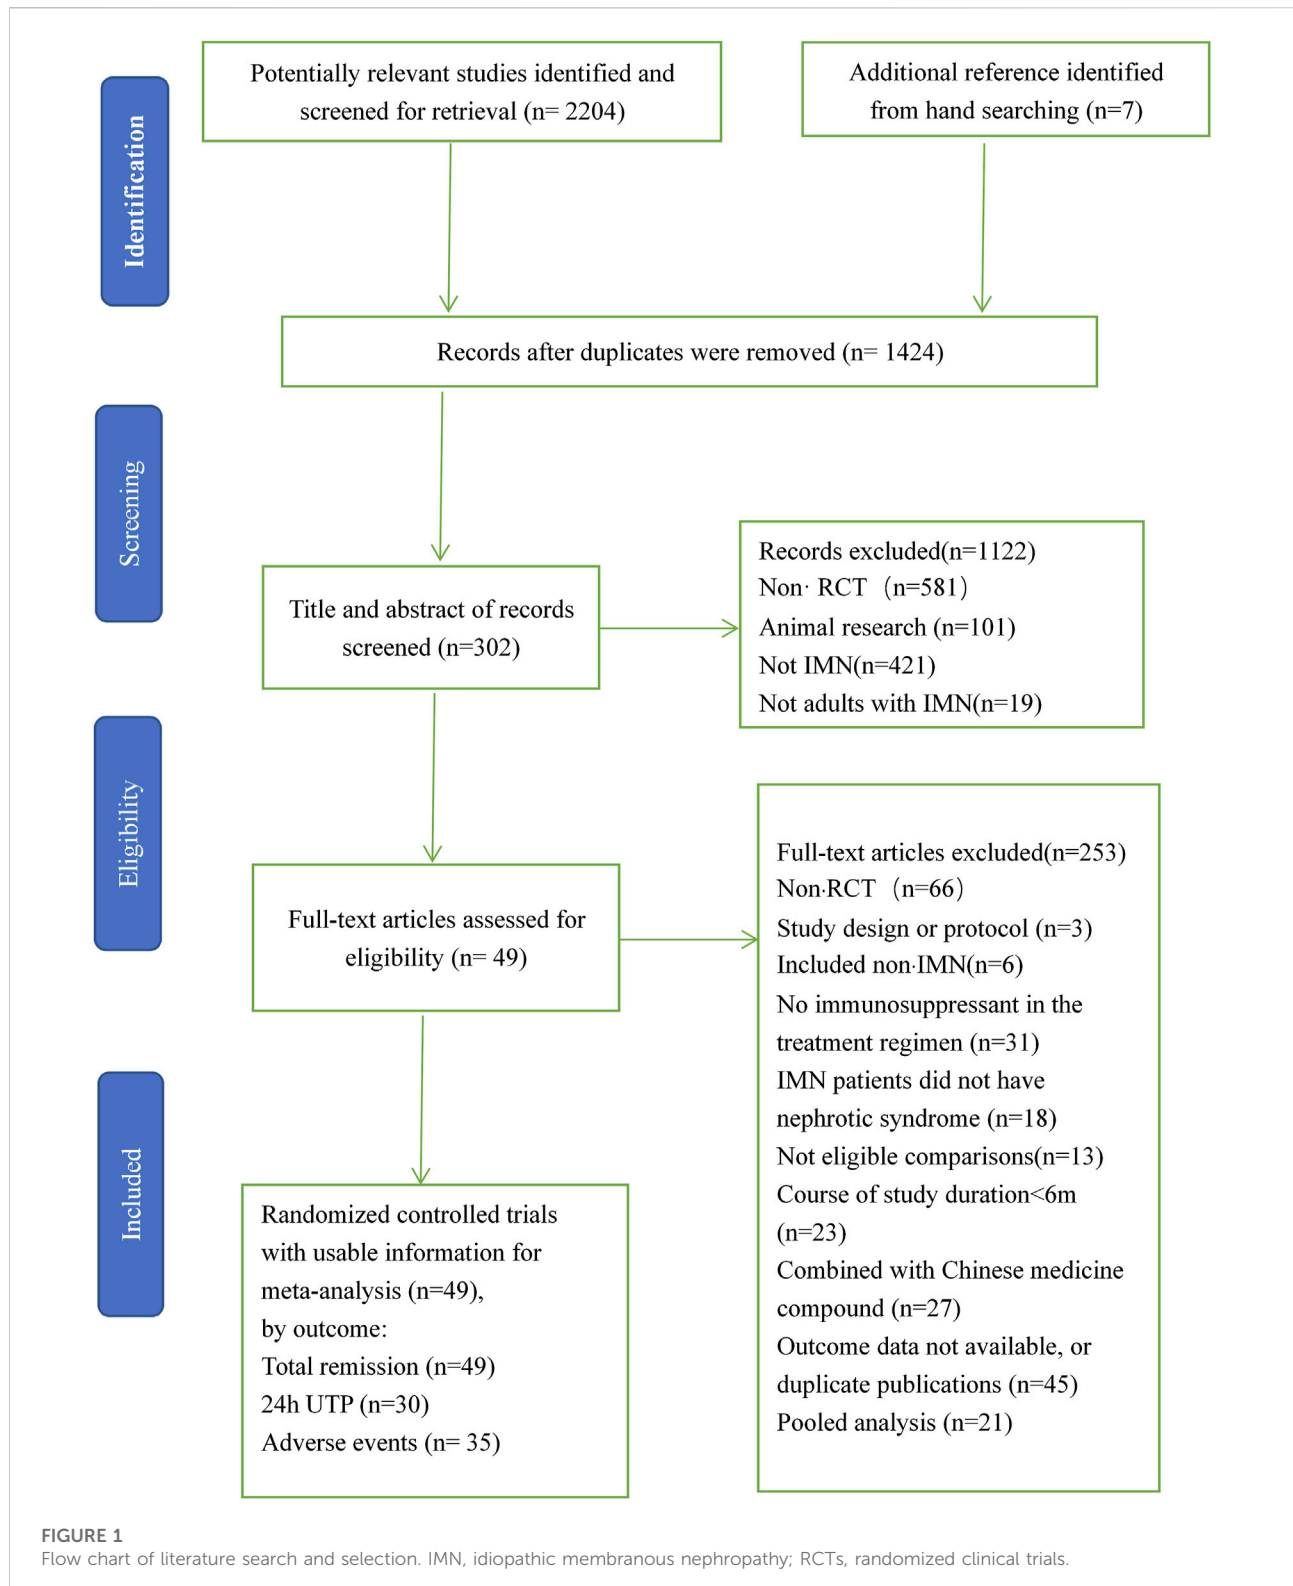 Potentially relevant studies identified and
screened for retrieval (n= 2204)
Additional reference identified
from hand searching (n=7)
Identification
Records after duplicates were removed (n= 1424)
Screening
Title and abstract of records
screened (n=302)
Records excluded(n=1122)
Non· RCT（n=581）
Animal research (n=101)
Not IMN(n=421)
Not adults with IMN(n=19)
Eligibility
Full-text articles assessed for
eligibility (n= 49)
Full-text articles excluded(n=253)
Non·RCT（n=66）
Study design or protocol (n=3)
Included non·IMN(n=6)
No immunosuppressant in the
treatment regimen (n=31)
IMN patients did not have
nephrotic syndrome (n=18)
Not eligible comparisons(n=13)
Course of study duration<6m
(n=23)
Combined with Chinese medicine
compound (n=27)
Outcome data not available, or
duplicate publications (n=45)
Pooled analysis (n=21)
Included
Randomized controlled trials
with usable information for
meta-analysis (n=49),
by outcome:
Total remission (n=49)
24h UTP (n=30)
Adverse events (n= 35)
FIGURE 1
Flow chart of literature search and selection. IMN, idiopathic membranous nephropathy; RCTs, randomized clinical trials.